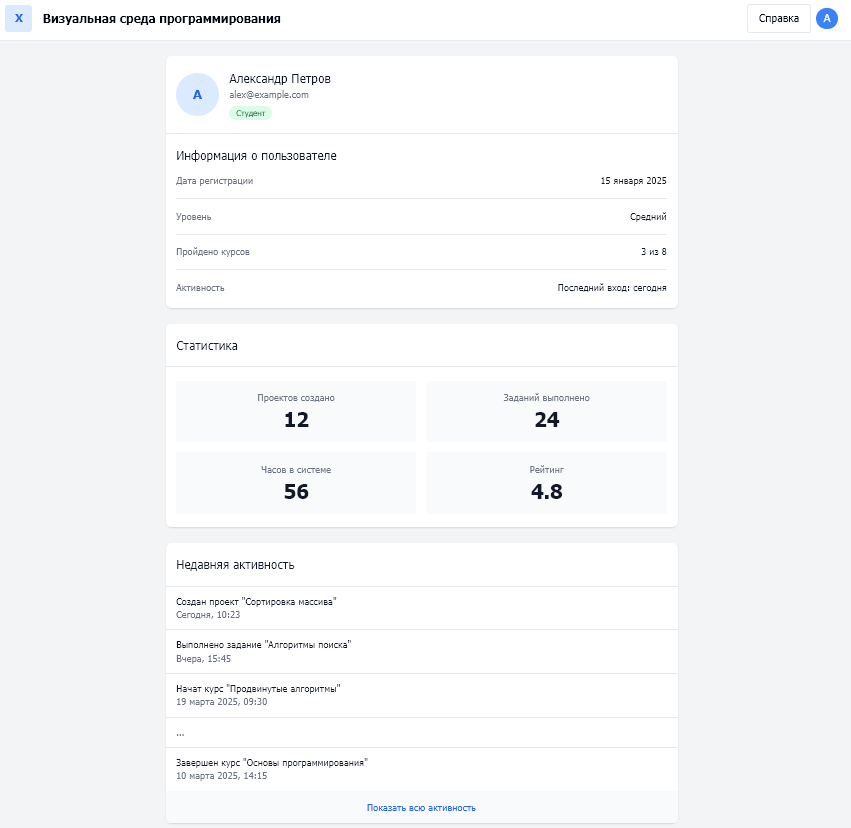 X Визуальная среда программирования Справка A
A
Александр Петров
alex@example.com
Студент
Информация о пользователе
Дата регистрации 15 января 2025
Уровень Средний
Пройдено курсов 3 из 8
Активность Последний вход: сегодня
Статистика
Проектов создано
12
Заданий выполнено
24
Часов в системе
56
Рейтинг
4.8
Недавняя активность
Создан проект "Сортировка массива"
Сегодня, 10:23
Выполнено задание "Алгоритмы поиска"
Вчера, 15:45
Начат курс "Продвинутые алгоритмы"
19 марта 2025, 09:30
...
Завершен курс "Основы программирования"
10 марта 2025, 14:15
Показать всю активность